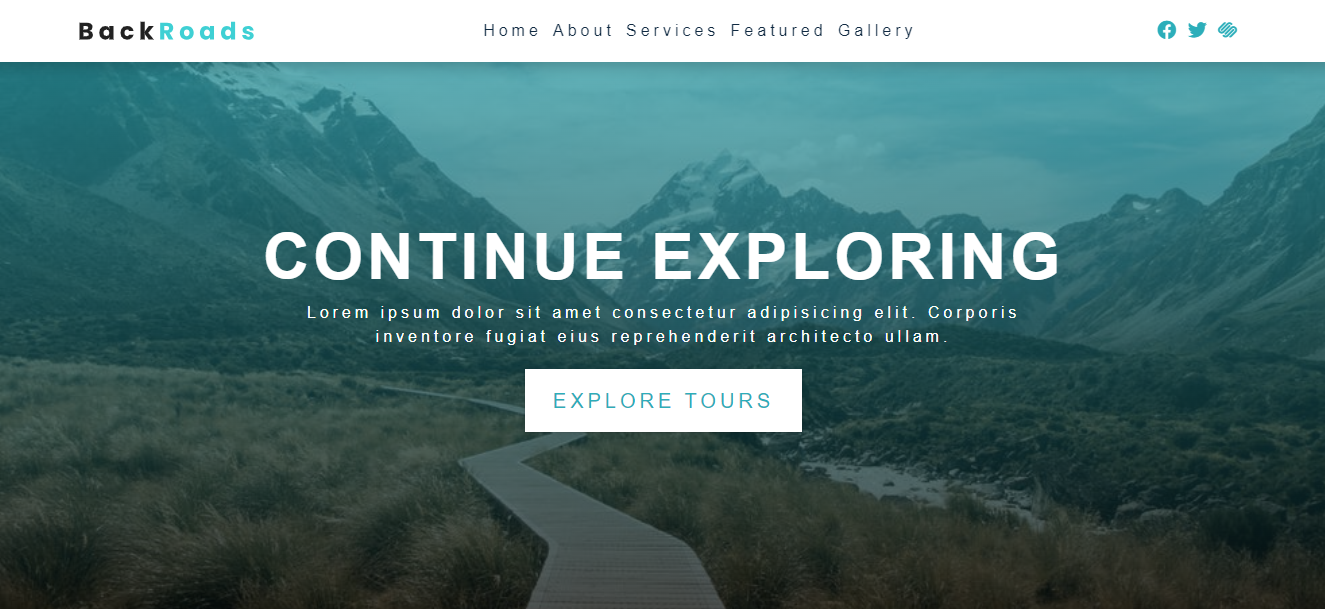 BackRoads
Home About Services Featured Gallery
CONTINUE EXPLORING
Lorem ipsum dolor sit amet consectetur adipisicing elit. Corporis
inventore fugiat eius reprehenderit architecto ullam.
EXPLORE TOURS